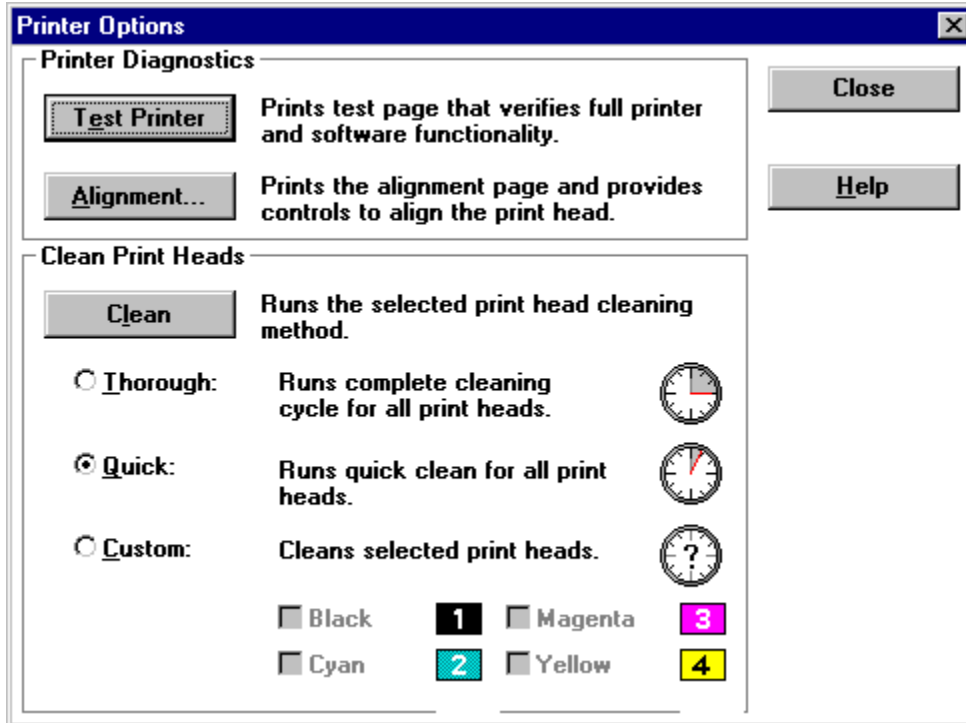 Printer Options
Printer Diagnostics
Test Printer
Prints test page that verifies full printer
and software functionality.
Alignment...
Prints the alignment page and provides
controls to align the print head.
Close
Help
Clean Print Heads
Clean
Runs the selected print head cleaning
method.
Thorough:
Runs complete cleaning
cycle for all print heads.
Quick:
Runs quick clean for all print
heads.
Custom:
Cleans selected print heads.
?
Black 1 Magenta 3
Cyan 2 Yellow 4